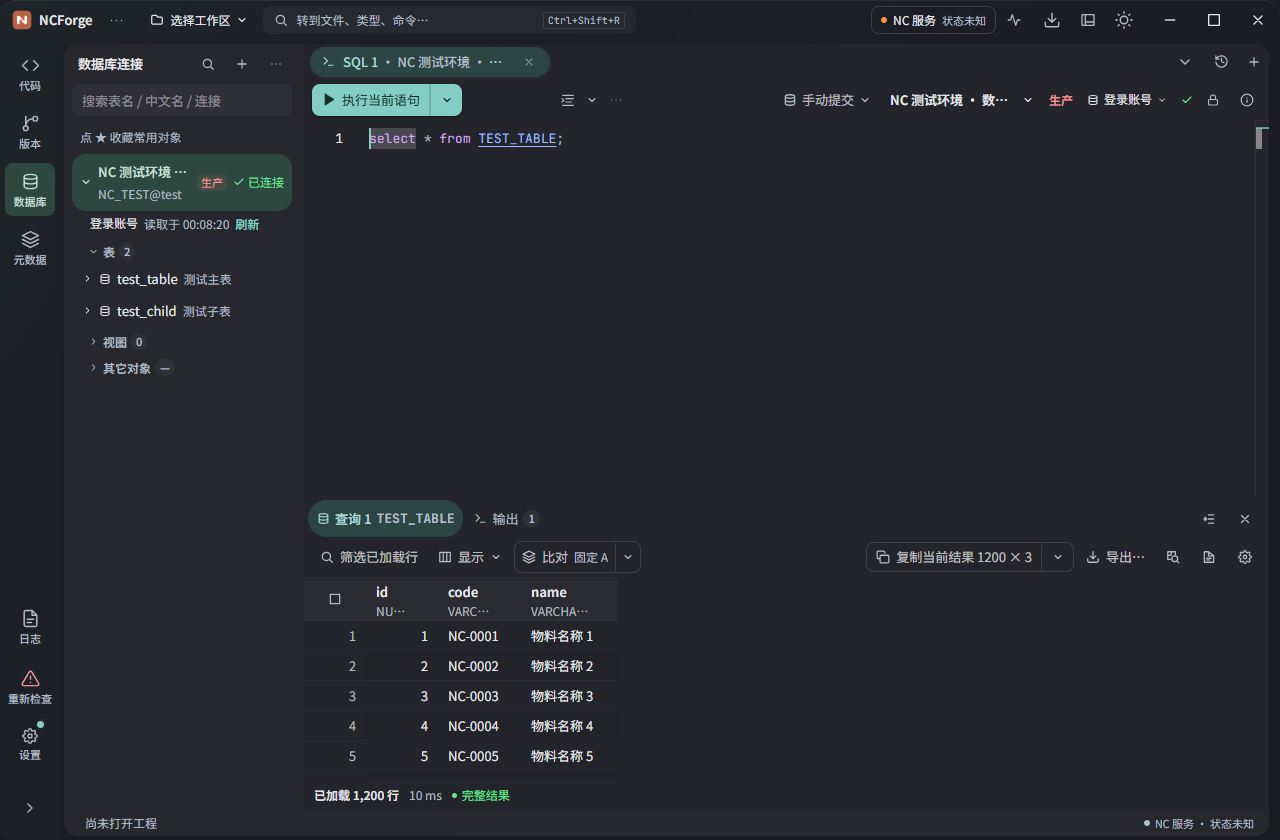 NCForge ··· 选择工作区 转到文件、类型、命令··· Ctrl+Shift+R NC 服务 状态未知
代码
版本
数据库
元数据
日志
重新检查
设置
数据库连接 ···
搜索表名 / 中文名 / 连接
点 ★ 收藏常用对象
NC 测试环境 ···
NC_TEST@test
生产 已连接
登录账号 读取于 00:08:20 刷新
表 2
test_table 测试主表
test_child 测试子表
视图 0
其它对象 —
SQL 1 • NC 测试环境 • ···
执行当前语句 ··· 手动提交 NC 测试环境 • 数··· 生产 登录账号
1 select * from TEST_TABLE;
查询 1 TEST_TABLE 输出 1
筛选已加载行 显示 比对 固定 A 复制当前结果 1200 × 3 导出···
id code name
NU··· VARC··· VARCHA···
1 1 NC-0001 物料名称 1
2 2 NC-0002 物料名称 2
3 3 NC-0003 物料名称 3
4 4 NC-0004 物料名称 4
5 5 NC-0005 物料名称 5
已加载 1,200 行 10 ms 完整结果
尚未打开工程 NC 服务 • 状态未知